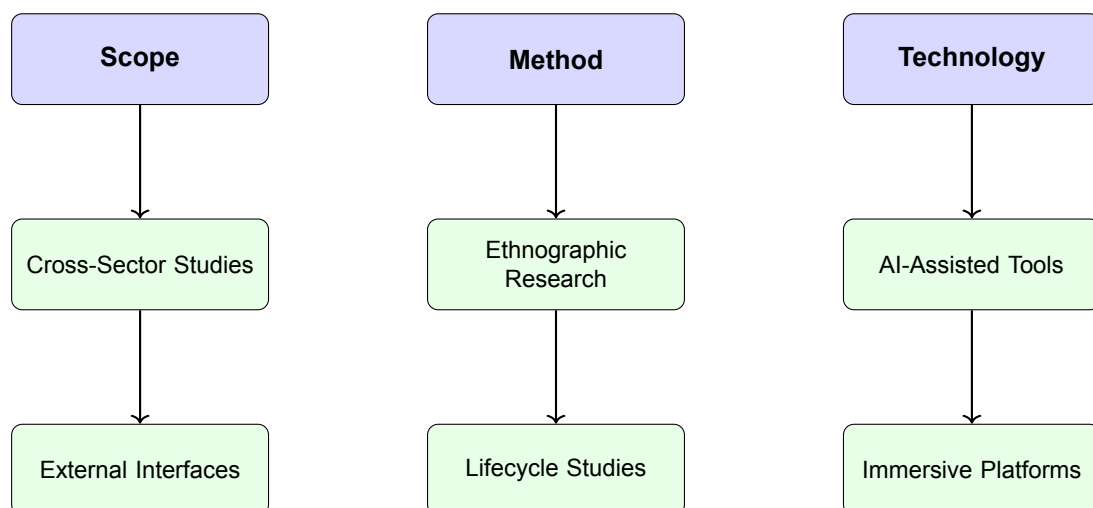 Scope
Method
Technology
Cross-Sector Studies
Ethnographic
Research
AI-Assisted Tools
External Interfaces
Lifecycle Studies
Immersive Platforms